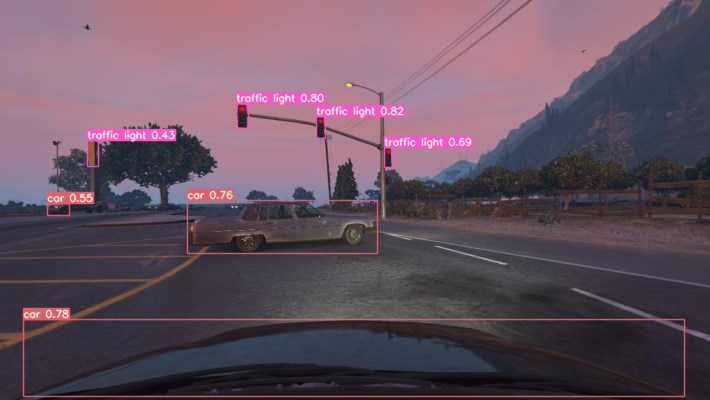 traffic light 0.80
traffic light 0.82
traffic light 0.43
traffic light 0.69
car 0.55
car 0.76
car 0.78